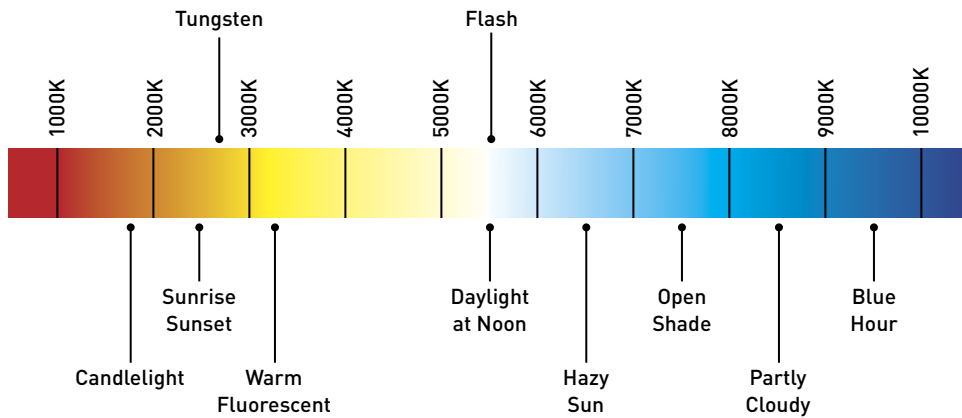 Tungsten
Flash
1000K
2000K
3000K
4000K
5000K
6000K
7000K
8000K
9000K
10000K
Sunrise
Sunset
Daylight
at Noon
Open
Shade
Blue
Hour
Candlelight
Warm
Fluorescent
Hazy
Sun
Partly
Cloudy